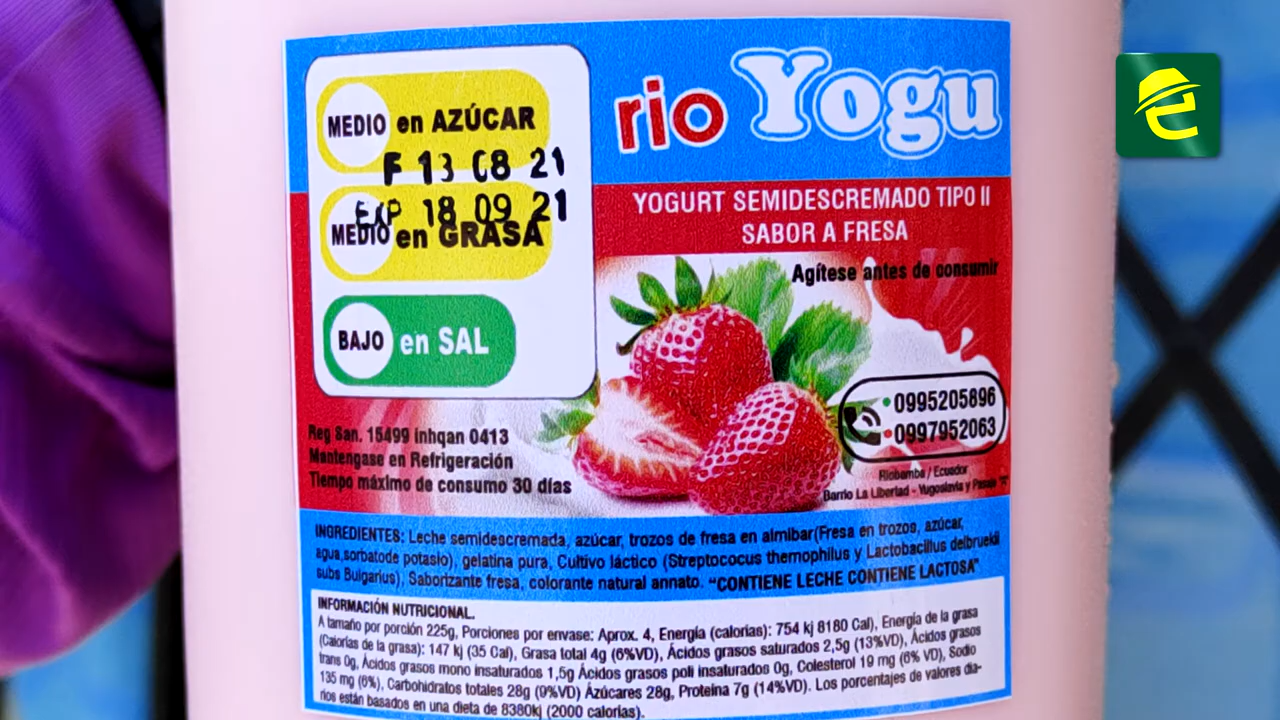 rio Yogu
MEDIO en AZÚCAR
F 13 08 21
EXP 18 09 21
MEDIO en GRASA
BAJO en SAL
YOGURT SEMIDESCREMADO TIPO II
SABOR A FRESA
Agítese antes de consumir
0995205896
0997952063
Riobamba / Ecuador
Barrio La Libertad - Yugoslavia y Pasaje "A"
Reg San. 15499 inhqan 0413
Mantengase en Refrigeración
Tiempo máximo de consumo 30 días
INGREDIENTES: Leche semidescremada, azúcar, trozos de fresa en almibar(Fresa en trozos, azúcar,
agua,sorbatode potasio), gelatina pura, Cultivo láctico (Streptococus themophilus y Lactobacillus delbruekii
subs Bulgarius), Saborizante fresa, colorante natural annato. "CONTIENE LECHE CONTIENE LACTOSA"
INFORMACIÓN NUTRICIONAL.
A tamaño por porción 225g, Porciones por envase: Aprox. 4, Energía (calorias): 754 kj 8180 Cal), Energía de la grasa
(Calorías de la grasa): 147 kj (35 Cal), Grasa total 4g (6%VD), Ácidos grasos saturados 2,5g (13%VD), Ácidos grasos
trans 0g, Ácidos grasos mono insaturados 1,5g Ácidos grasos poli insaturados 0g, Colesterol 19 mg (6% VD), Sodio
135 mg (6%), Carbohidratos totales 28g (9%VD) Azúcares 28g, Proteína 7g (14%VD). Los porcentajes de valores dia-
rios están basados en una dieta de 8380kj (2000 calorías).